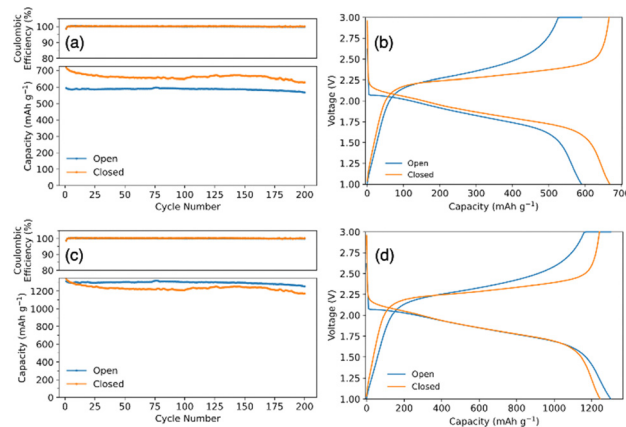 Coulombic
Efficiency (%)
100
90
80
(a)
Capacity (mAh g⁻¹)
700
600
500
400
300
200
100
0
Open
Closed
0 25 50 75 100 125 150 175 200
Cycle Number
(b)
Voltage (V)
3.00
2.75
2.50
2.25
2.00
1.75
1.50
1.25
1.00
Open
Closed
0 100 200 300 400 500 600 700
Capacity (mAh g⁻¹)
Coulombic
Efficiency (%)
100
90
80
(c)
Capacity (mAh g⁻¹)
1200
1000
800
600
400
200
0
Open
Closed
0 25 50 75 100 125 150 175 200
Cycle Number
(d)
Voltage (V)
3.00
2.75
2.50
2.25
2.00
1.75
1.50
1.25
1.00
Open
Closed
0 200 400 600 800 1000 1200
Capacity (mAh g⁻¹)